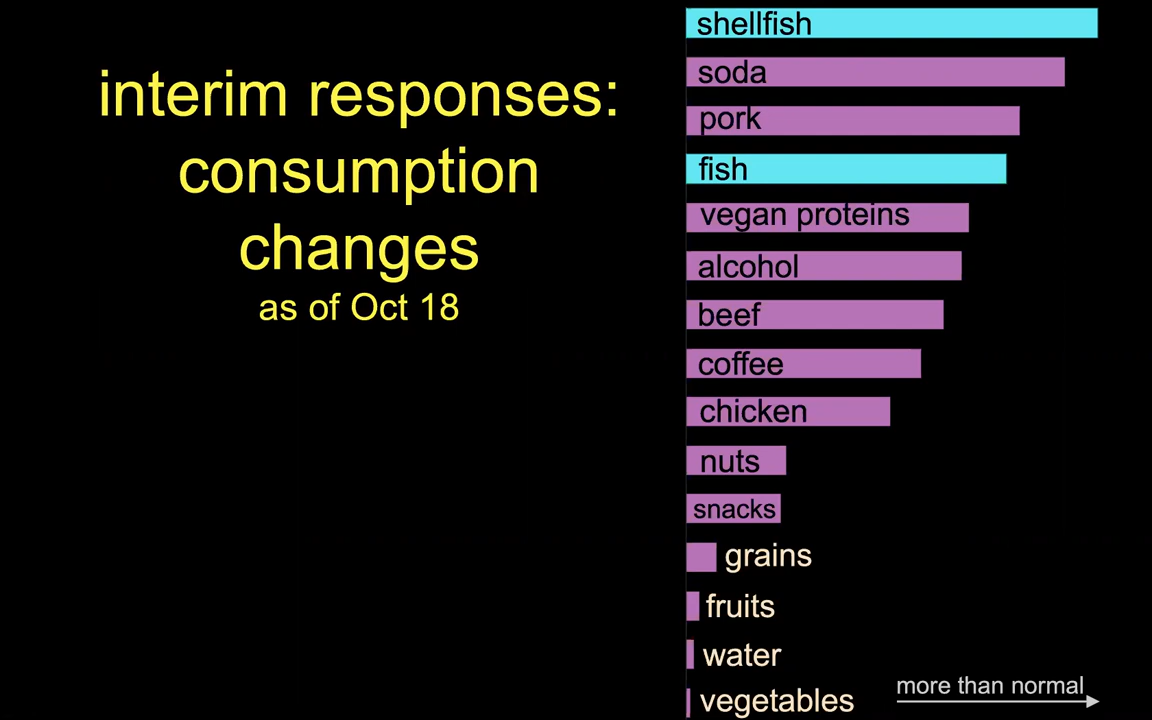 interim responses:
consumption
changes
as of Oct 18
shellfish
soda
pork
fish
vegan proteins
alcohol
beef
coffee
chicken
nuts
snacks
grains
fruits
water
vegetables
more than normal